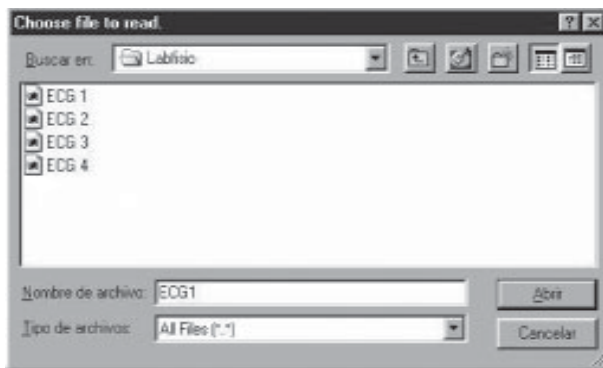 Choose file to read.
Buscar en: Labfisio
ECG 1
ECG 2
ECG 3
ECG 4
Nombre de archivo: ECG1 Abrir
Tipo de archivos: All Files (*.*) Cancelar